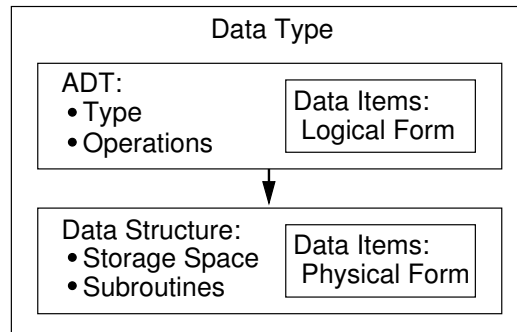 Data Type
ADT:
• Type
• Operations
Data Items:
Logical Form
Data Structure:
• Storage Space
• Subroutines
Data Items:
Physical Form